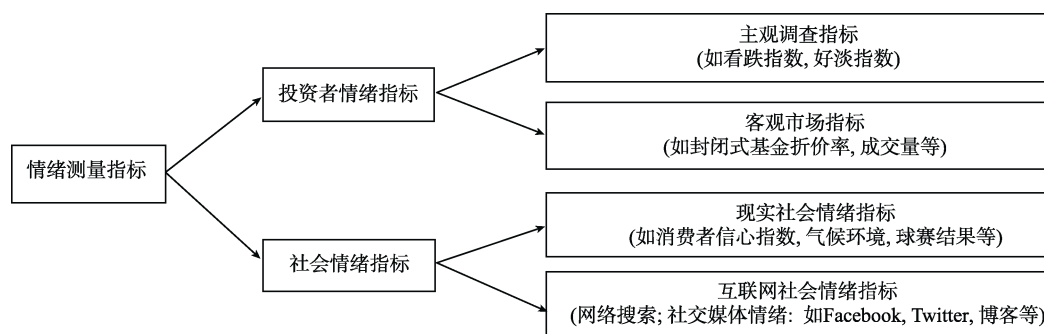 情绪测量指标
投资者情绪指标
主观调查指标
(如看跌指数, 好淡指数)
客观市场指标
(如封闭式基金折价率, 成交量等)
社会情绪指标
现实社会情绪指标
(如消费者信心指数, 气候环境, 球赛结果等)
互联网社会情绪指标
(网络搜索; 社交媒体情绪: 如Facebook, Twitter, 博客等)